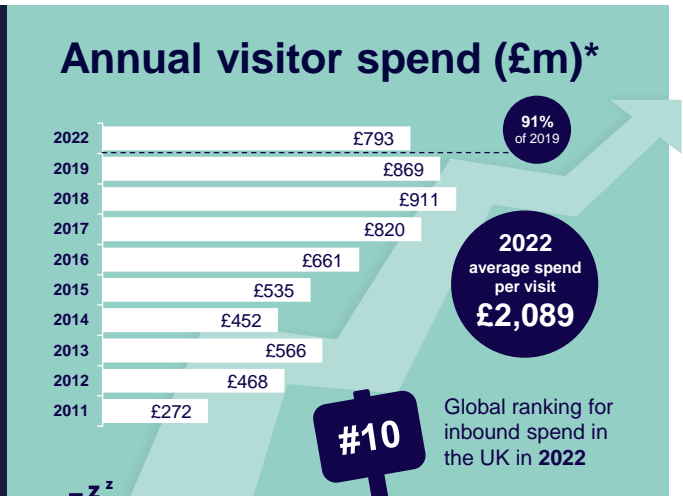 Annual visitor spend (£m)*
2022 £793
91%
of 2019
2019 £869
2018 £911
2017 £820
2016 £661
2015 £535
2014 £452
2013 £566
2012 £468
2011 £272
2022
average spend
per visit
£2,089
#10
Global ranking for
inbound spend in
the UK in 2022
z z